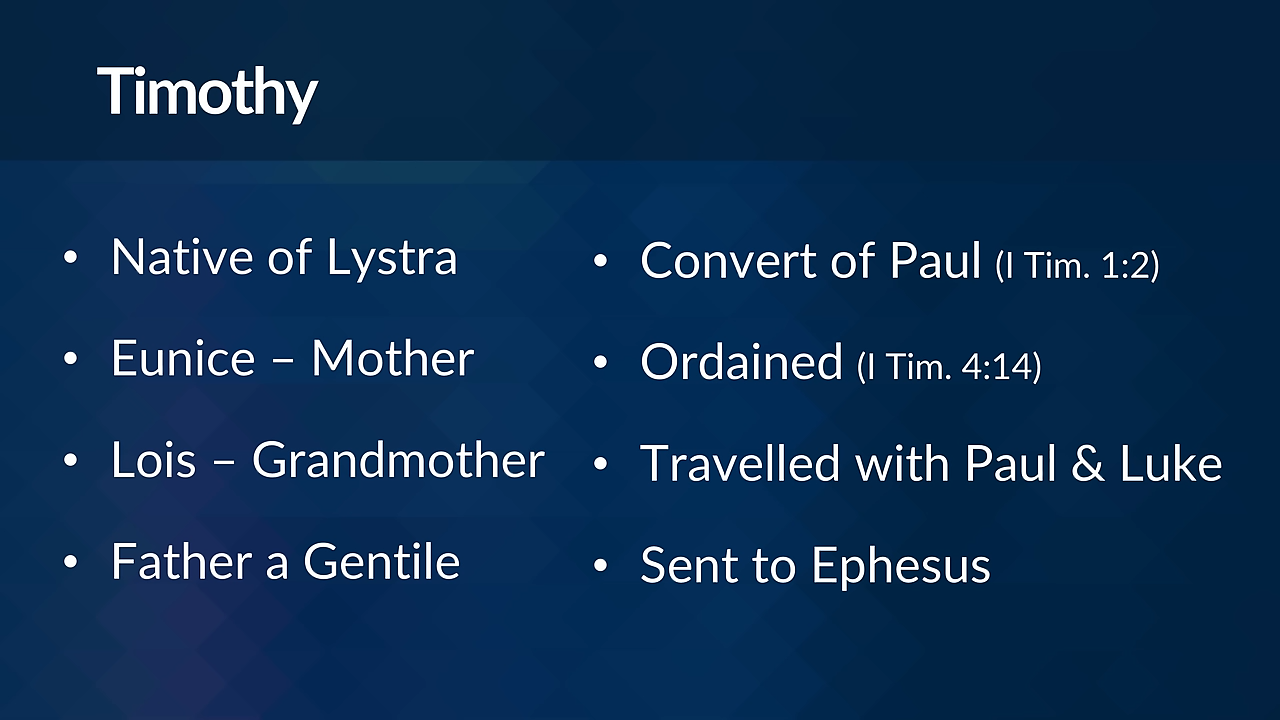 Timothy
• Native of Lystra
• Eunice – Mother
• Lois – Grandmother
• Father a Gentile
• Convert of Paul (I Tim. 1:2)
• Ordained (I Tim. 4:14)
• Travelled with Paul & Luke
• Sent to Ephesus